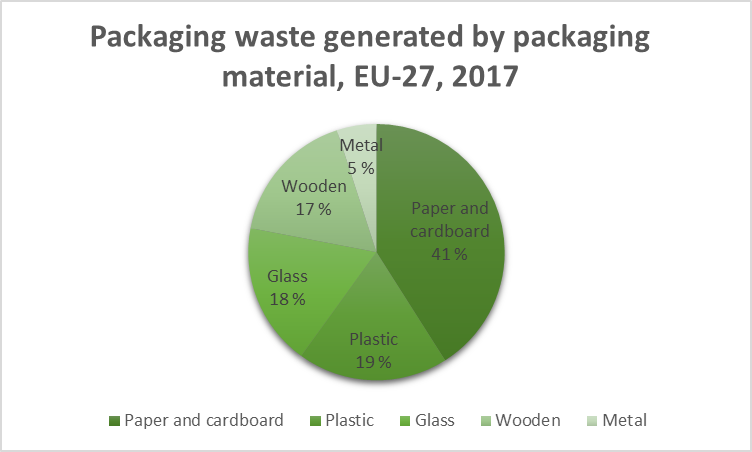 Packaging waste generated by packaging
material, EU-27, 2017
Metal
5 %
Wooden
17 %
Paper and
cardboard
41 %
Glass
18 %
Plastic
19 %
Paper and cardboard Plastic Glass Wooden Metal